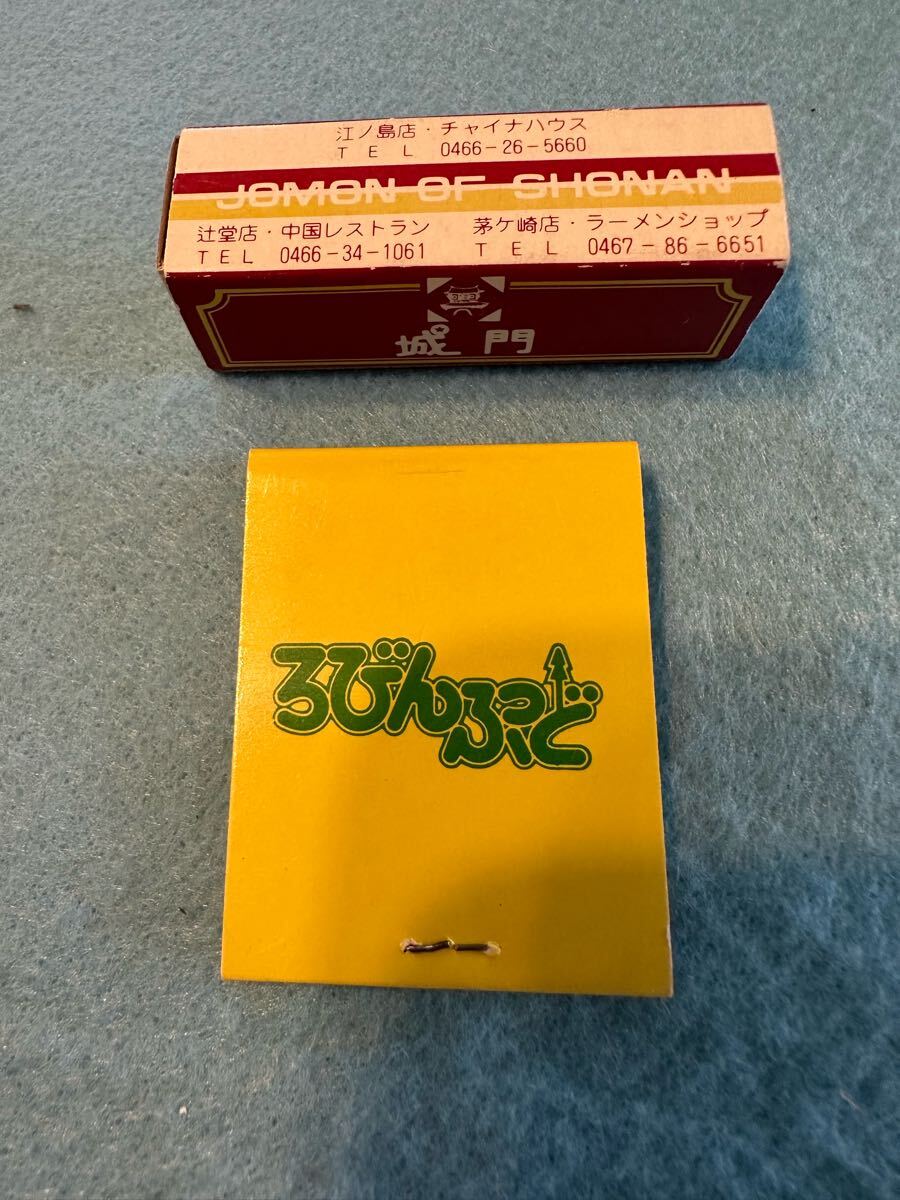 江ノ島店・チャイナハウス
TEL 0466-26-5660
JOMON OF SHONAN
辻堂店・中国レストラン
TEL 0466-34-1061
茅ケ崎店・ラーメンショップ
TEL 0467-86-6651
城門
ろびんふっど